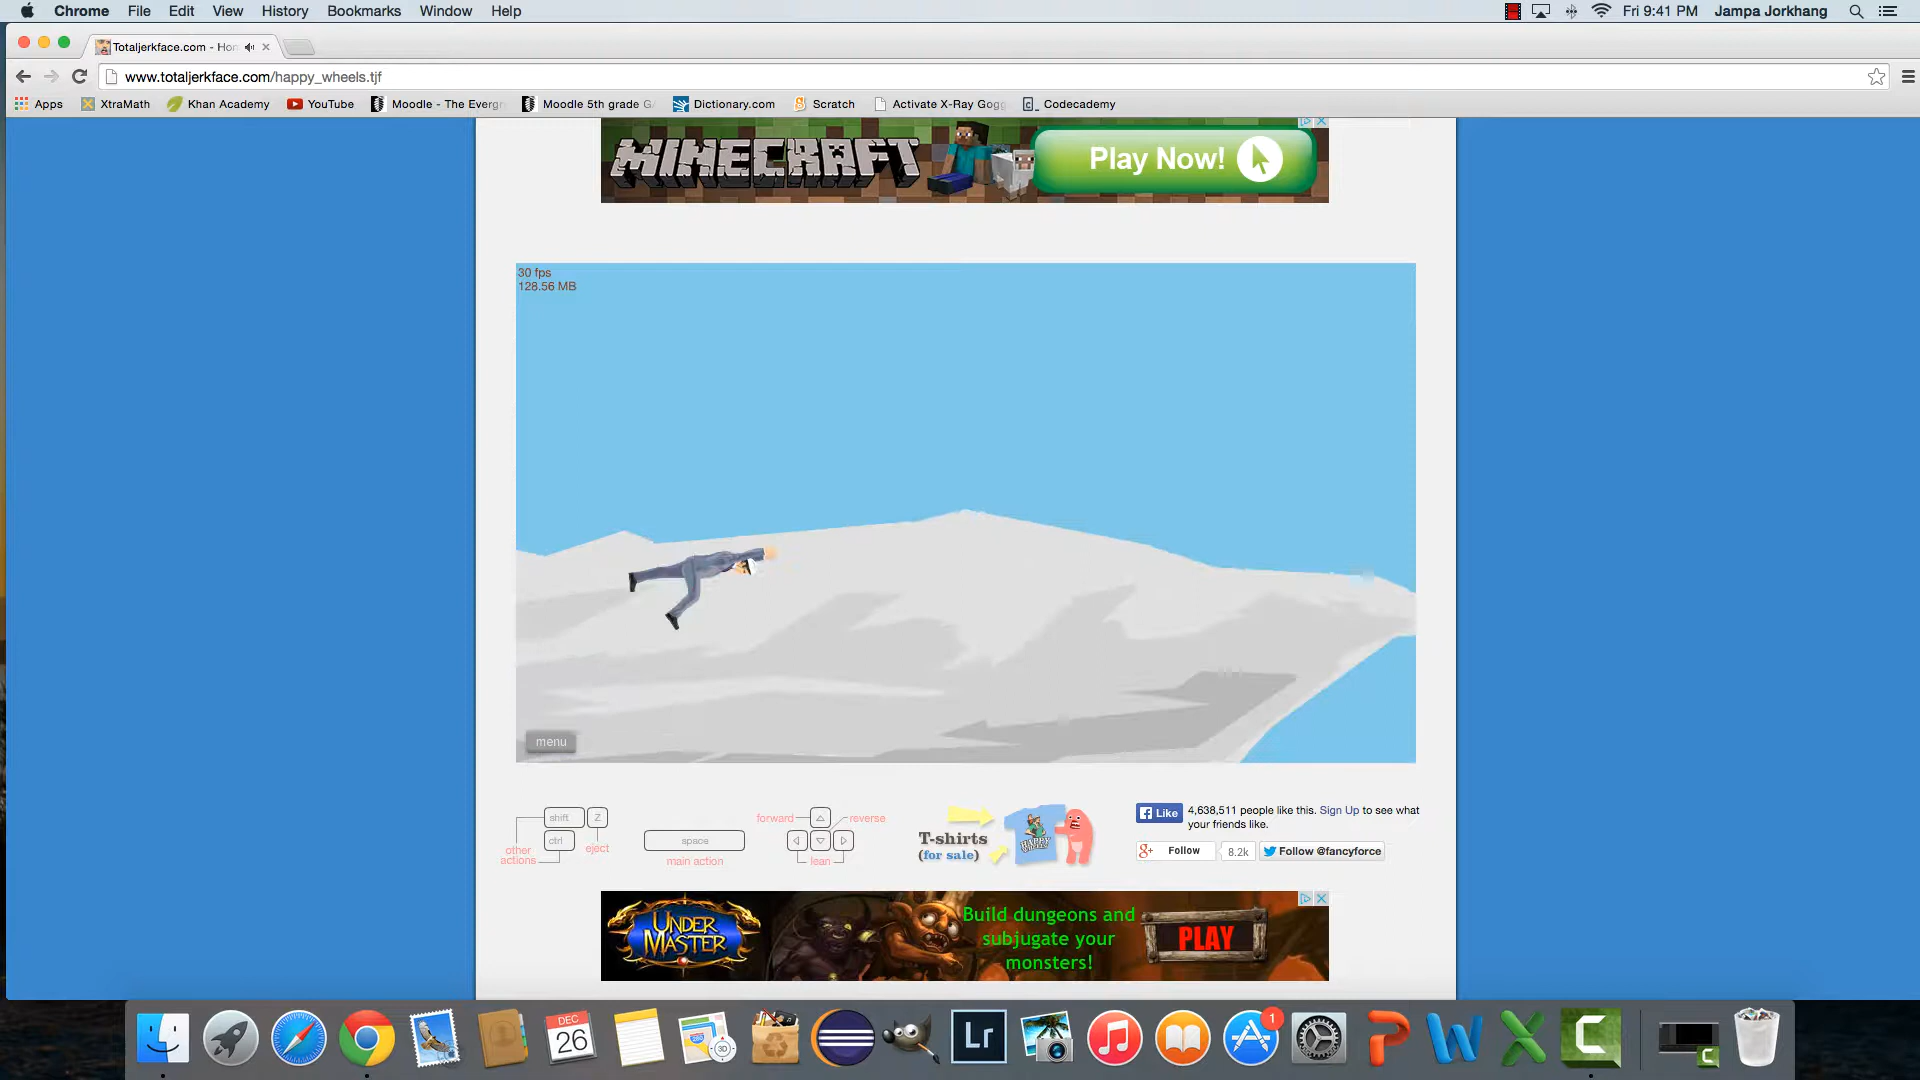 Chrome File Edit View History Bookmarks Window Help Fri 9:41 PM Jampa Jorkhang
Totaljerkface.com - Hor
www.totaljerkface.com/happy_wheels.tjf
Apps XtraMath Khan Academy YouTube Moodle - The Evergr Moodle 5th grade G Dictionary.com Scratch Activate X-Ray Gogg Codecademy
MINECRAFT Play Now!
30 fps
128.56 MB
menu
shift Z
ctrl
other actions
eject
space
main action
forward reverse
lean
T-shirts
(for sale)
HAPPY WHEELS
Like 4,638,511 people like this. Sign Up to see what
your friends like.
Follow 8.2k Follow @fancyforce
UNDER MASTER
Build dungeons and
subjugate your
monsters!
PLAY
DEC
26
Lr
1